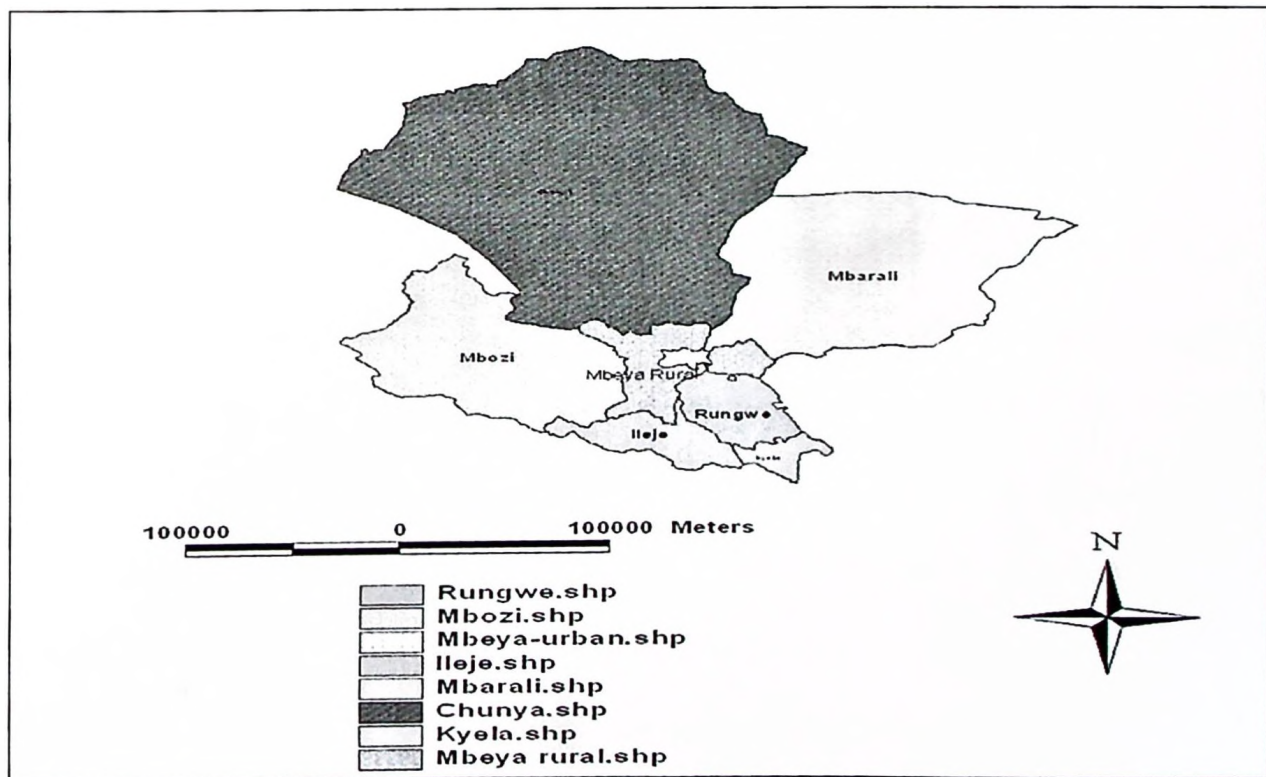 Mbarali
Mbozi
Mbeya Rural
Rungwe
Ileje
Kyela
100000 0 100000 Meters
N
Rungwe.shp
Mbozi.shp
Mbeya-urban.shp
Ileje.shp
Mbarali.shp
Chunya.shp
Kyela.shp
Mbeya rural.shp